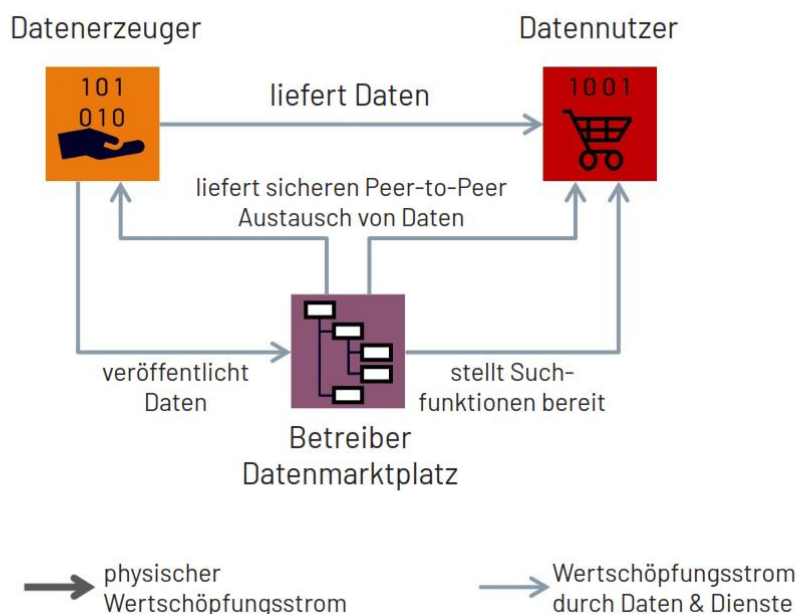 Datenerzeuger
Datennutzer
101
010
1001
liefert Daten
liefert sicheren Peer-to-Peer
Austausch von Daten
veröffentlicht
Daten
stellt Such-
funktionen bereit
Betreiber
Datenmarktplatz
physischer
Wertschöpfungsstrom
Wertschöpfungsstrom
durch Daten & Dienste